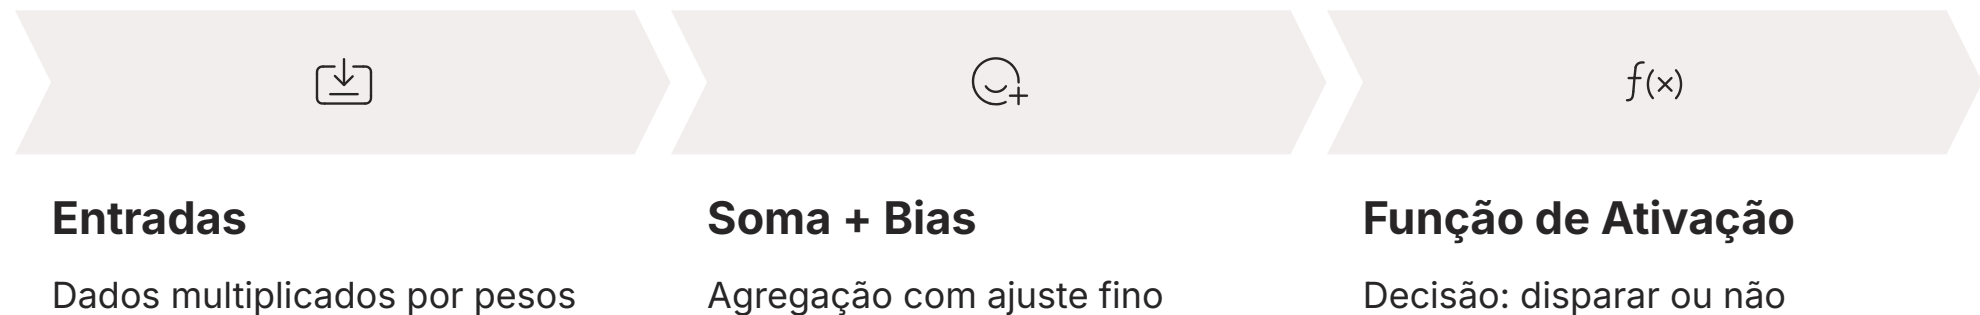 f(x)
Entradas
Dados multiplicados por pesos
Soma + Bias
Agregação com ajuste fino
Função de Ativação
Decisão: disparar ou não